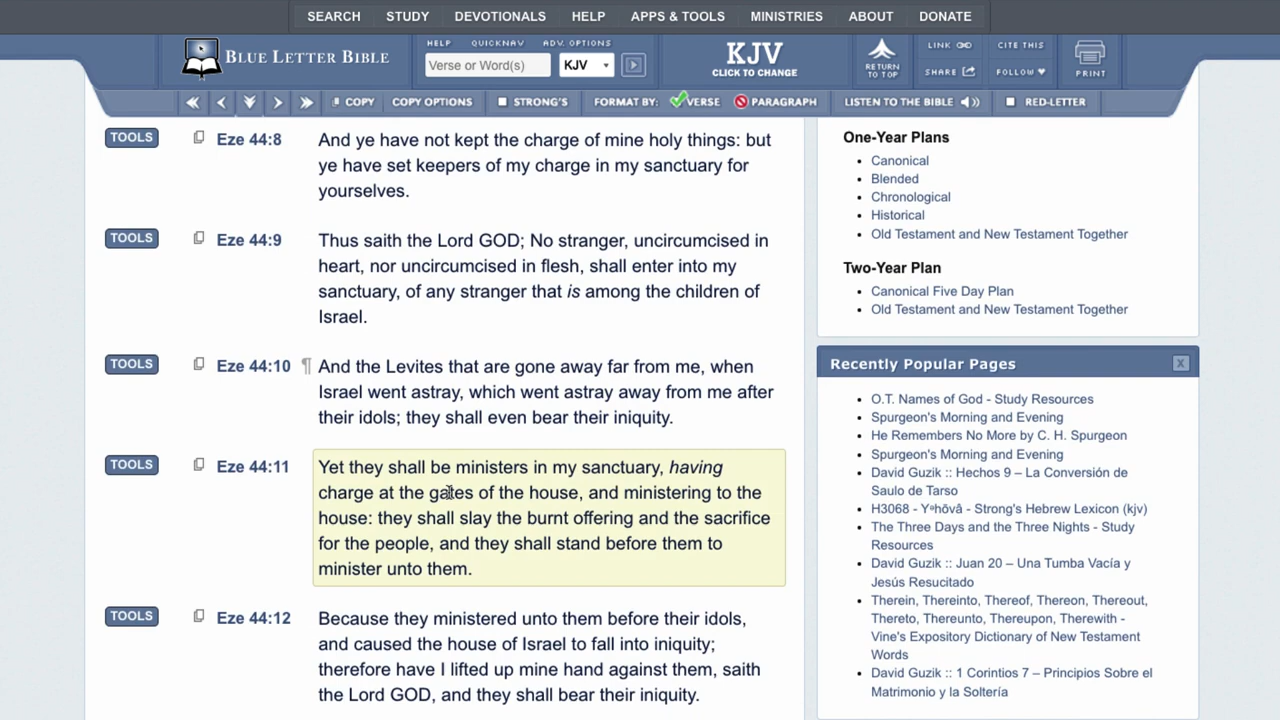 SEARCH STUDY DEVOTIONALS HELP APPS & TOOLS MINISTRIES ABOUT DONATE
BLUE LETTER BIBLE
HELP QUICKNAV ADV. OPTIONS
Verse or Word(s) KJV
KJV
CLICK TO CHANGE
RETURN
TO TOP
LINK CITE THIS
SHARE FOLLOW
PRINT
COPY COPY OPTIONS STRONG'S FORMAT BY: VERSE PARAGRAPH LISTEN TO THE BIBLE RED-LETTER
TOOLS Eze 44:8 And ye have not kept the charge of mine holy things: but
ye have set keepers of my charge in my sanctuary for
yourselves.
TOOLS Eze 44:9 Thus saith the Lord GOD; No stranger, uncircumcised in
heart, nor uncircumcised in flesh, shall enter into my
sanctuary, of any stranger that is among the children of
Israel.
TOOLS Eze 44:10 ¶ And the Levites that are gone away far from me, when
Israel went astray, which went astray away from me after
their idols; they shall even bear their iniquity.
TOOLS Eze 44:11 Yet they shall be ministers in my sanctuary, having
charge at the gates of the house, and ministering to the
house: they shall slay the burnt offering and the sacrifice
for the people, and they shall stand before them to
minister unto them.
TOOLS Eze 44:12 Because they ministered unto them before their idols,
and caused the house of Israel to fall into iniquity;
therefore have I lifted up mine hand against them, saith
the Lord GOD, and they shall bear their iniquity.
One-Year Plans
Canonical
Blended
Chronological
Historical
Old Testament and New Testament Together
Two-Year Plan
Canonical Five Day Plan
Old Testament and New Testament Together
Recently Popular Pages X
O.T. Names of God - Study Resources
Spurgeon's Morning and Evening
He Remembers No More by C. H. Spurgeon
Spurgeon's Morning and Evening
David Guzik :: Hechos 9 – La Conversión de
Saulo de Tarso
H3068 - Yᵊhōvâ - Strong's Hebrew Lexicon (kjv)
The Three Days and the Three Nights - Study
Resources
David Guzik :: Juan 20 – Una Tumba Vacía y
Jesús Resucitado
Therein, Thereinto, Thereof, Thereon, Thereout,
Thereto, Thereunto, Thereupon, Therewith -
Vine's Expository Dictionary of New Testament
Words
David Guzik :: 1 Corintios 7 – Principios Sobre el
Matrimonio y la Soltería